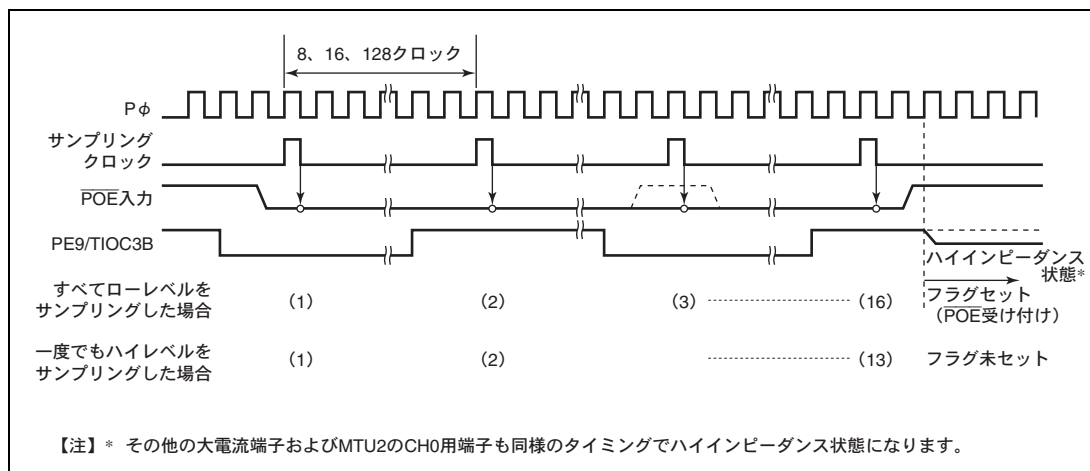 8、16、128クロック
Pφ
サンプリング
クロック
POE入力
PE9/TIOC3B
ハイインピーダンス
状態*
すべてローレベルを
サンプリングした場合
(1) (2) (3) (16)
フラグセット
(POE受け付け)
一度でもハイレベルを
サンプリングした場合
(1) (2) (13) フラグ未セット
【注】* その他の大電流端子およびMTU2のCH0用端子も同様のタイミングでハイインピーダンス状態になります。